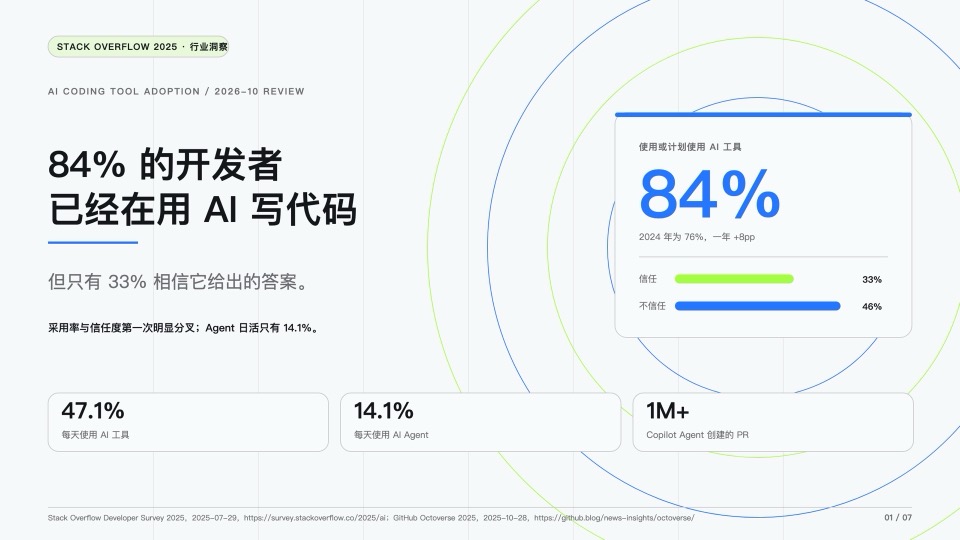 STACK OVERFLOW 2025 · 行业洞察
AI CODING TOOL ADOPTION / 2026-10 REVIEW
84% 的开发者
已经在用 AI 写代码
但只有 33% 相信它给出的答案。
采用率与信任度第一次明显分叉；Agent 日活只有 14.1%。
使用或计划使用 AI 工具
84%
2024 年为 76%，一年 +8pp
信任 33%
不信任 46%
47.1%
每天使用 AI 工具
14.1%
每天使用 AI Agent
1M+
Copilot Agent 创建的 PR
Stack Overflow Developer Survey 2025，2025-07-29，https://survey.stackoverflow.co/2025/ai；GitHub Octoverse 2025，2025-10-28，https://github.blog/news-insights/octoverse/
01 / 07